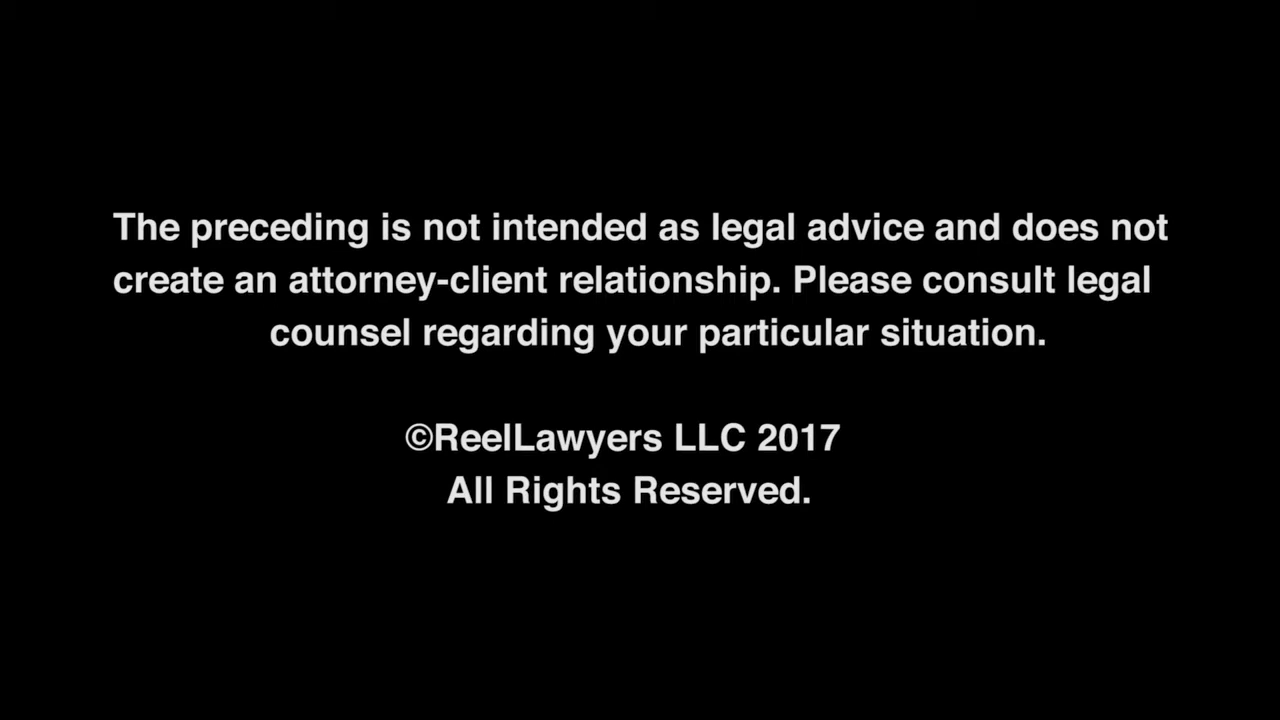 The preceding is not intended as legal advice and does not
create an attorney-client relationship. Please consult legal
counsel regarding your particular situation.
©ReelLawyers LLC 2017
All Rights Reserved.